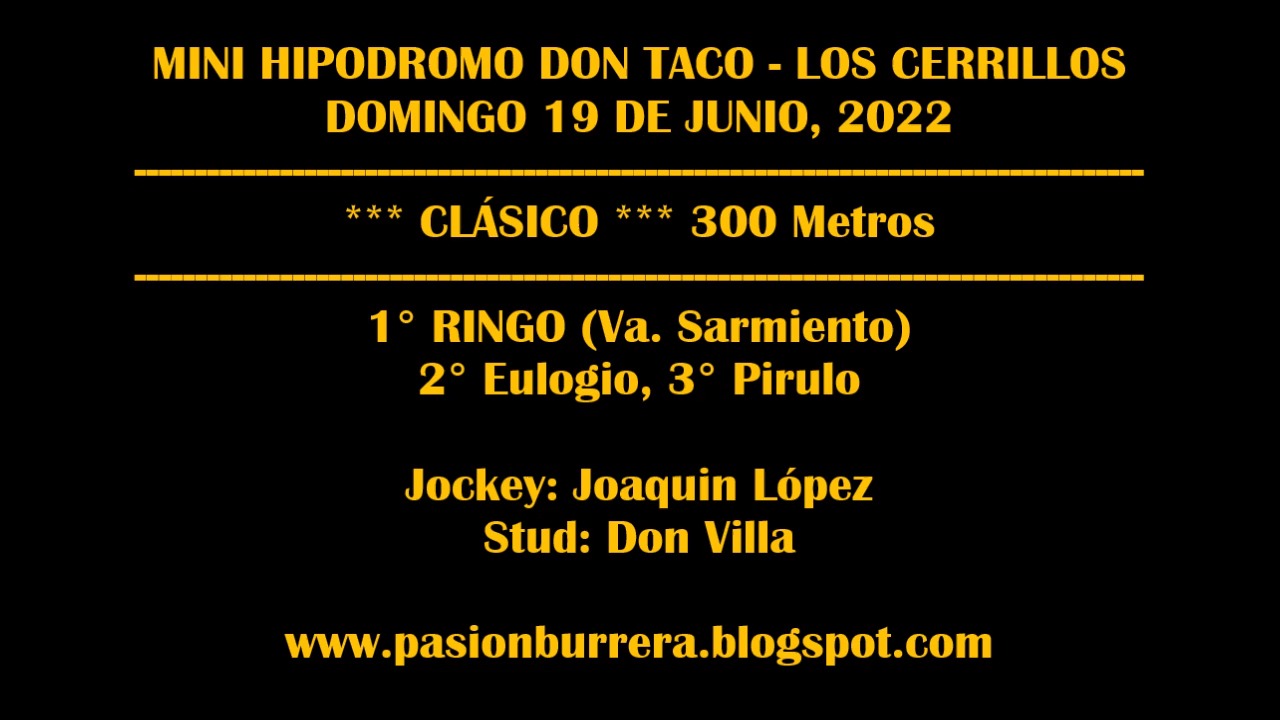 MINI HIPODROMO DON TACO - LOS CERRILLOS
DOMINGO 19 DE JUNIO, 2022
------------------------------------------------------------------------------------
*** CLÁSICO *** 300 Metros
------------------------------------------------------------------------------------
1° RINGO (Va. Sarmiento)
2° Eulogio, 3° Pirulo
Jockey: Joaquin López
Stud: Don Villa
www.pasionburrera.blogspot.com